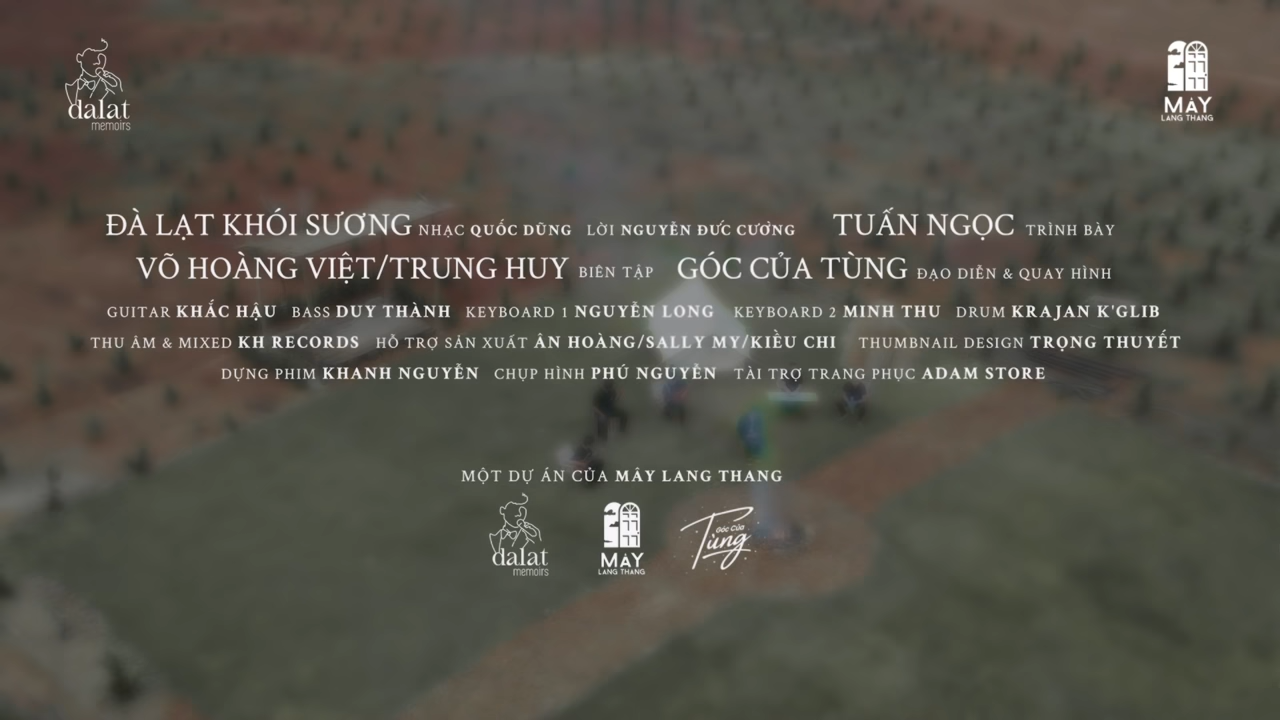 dalat
memoirs
MÂY
LANG THANG
ĐÀ LẠT KHÓI SƯƠNG NHẠC QUỐC DŨNG LỜI NGUYỄN ĐỨC CƯỜNG TUẤN NGỌC TRÌNH BÀY
VÕ HOÀNG VIỆT/TRUNG HUY BIÊN TẬP GÓC CỦA TÙNG ĐẠO DIỄN & QUAY HÌNH
GUITAR KHẮC HẬU BASS DUY THÀNH KEYBOARD 1 NGUYỄN LONG KEYBOARD 2 MINH THU DRUM KRAJAN K'GLIB
THU ÂM & MIXED KH RECORDS HỖ TRỢ SẢN XUẤT ÂN HOÀNG/SALLY MY/KIỀU CHI THUMBNAIL DESIGN TRỌNG THUYẾT
DỰNG PHIM KHANH NGUYỄN CHỤP HÌNH PHÚ NGUYỄN TÀI TRỢ TRANG PHỤC ADAM STORE
MỘT DỰ ÁN CỦA MÂY LANG THANG
dalat
memoirs
MÂY
LANG THANG
GÓC CỦA
Tùng